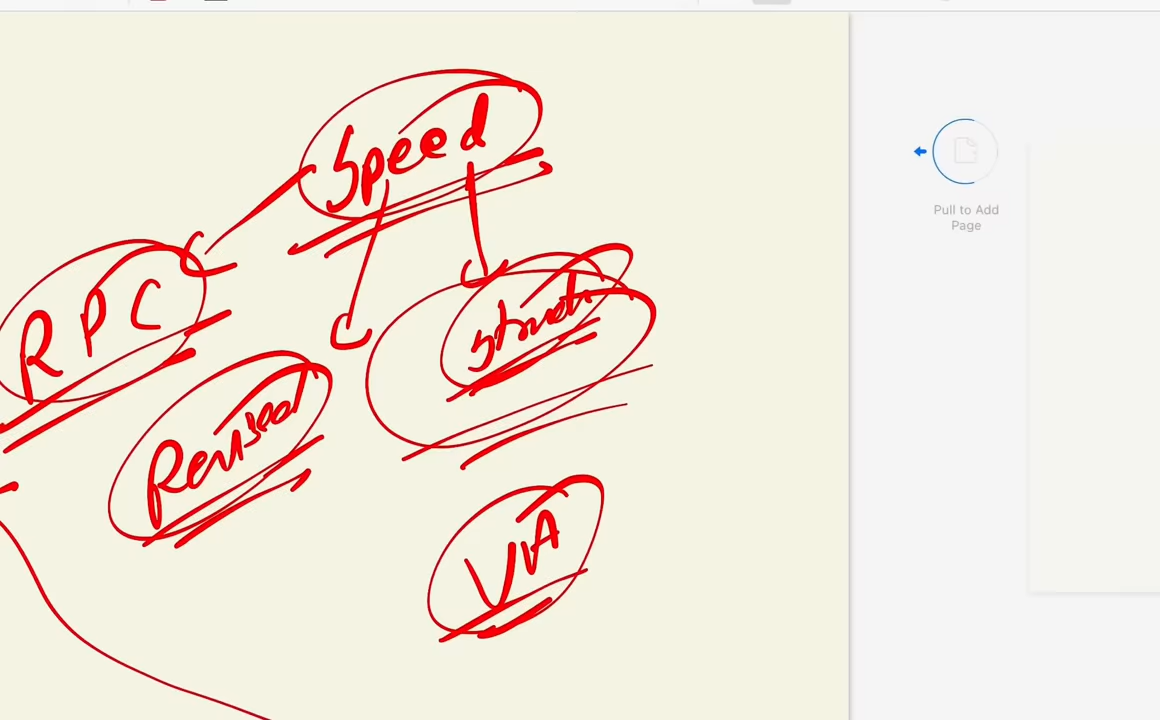 Speed
RPC
Revised
VIA
Pull to Add
Page